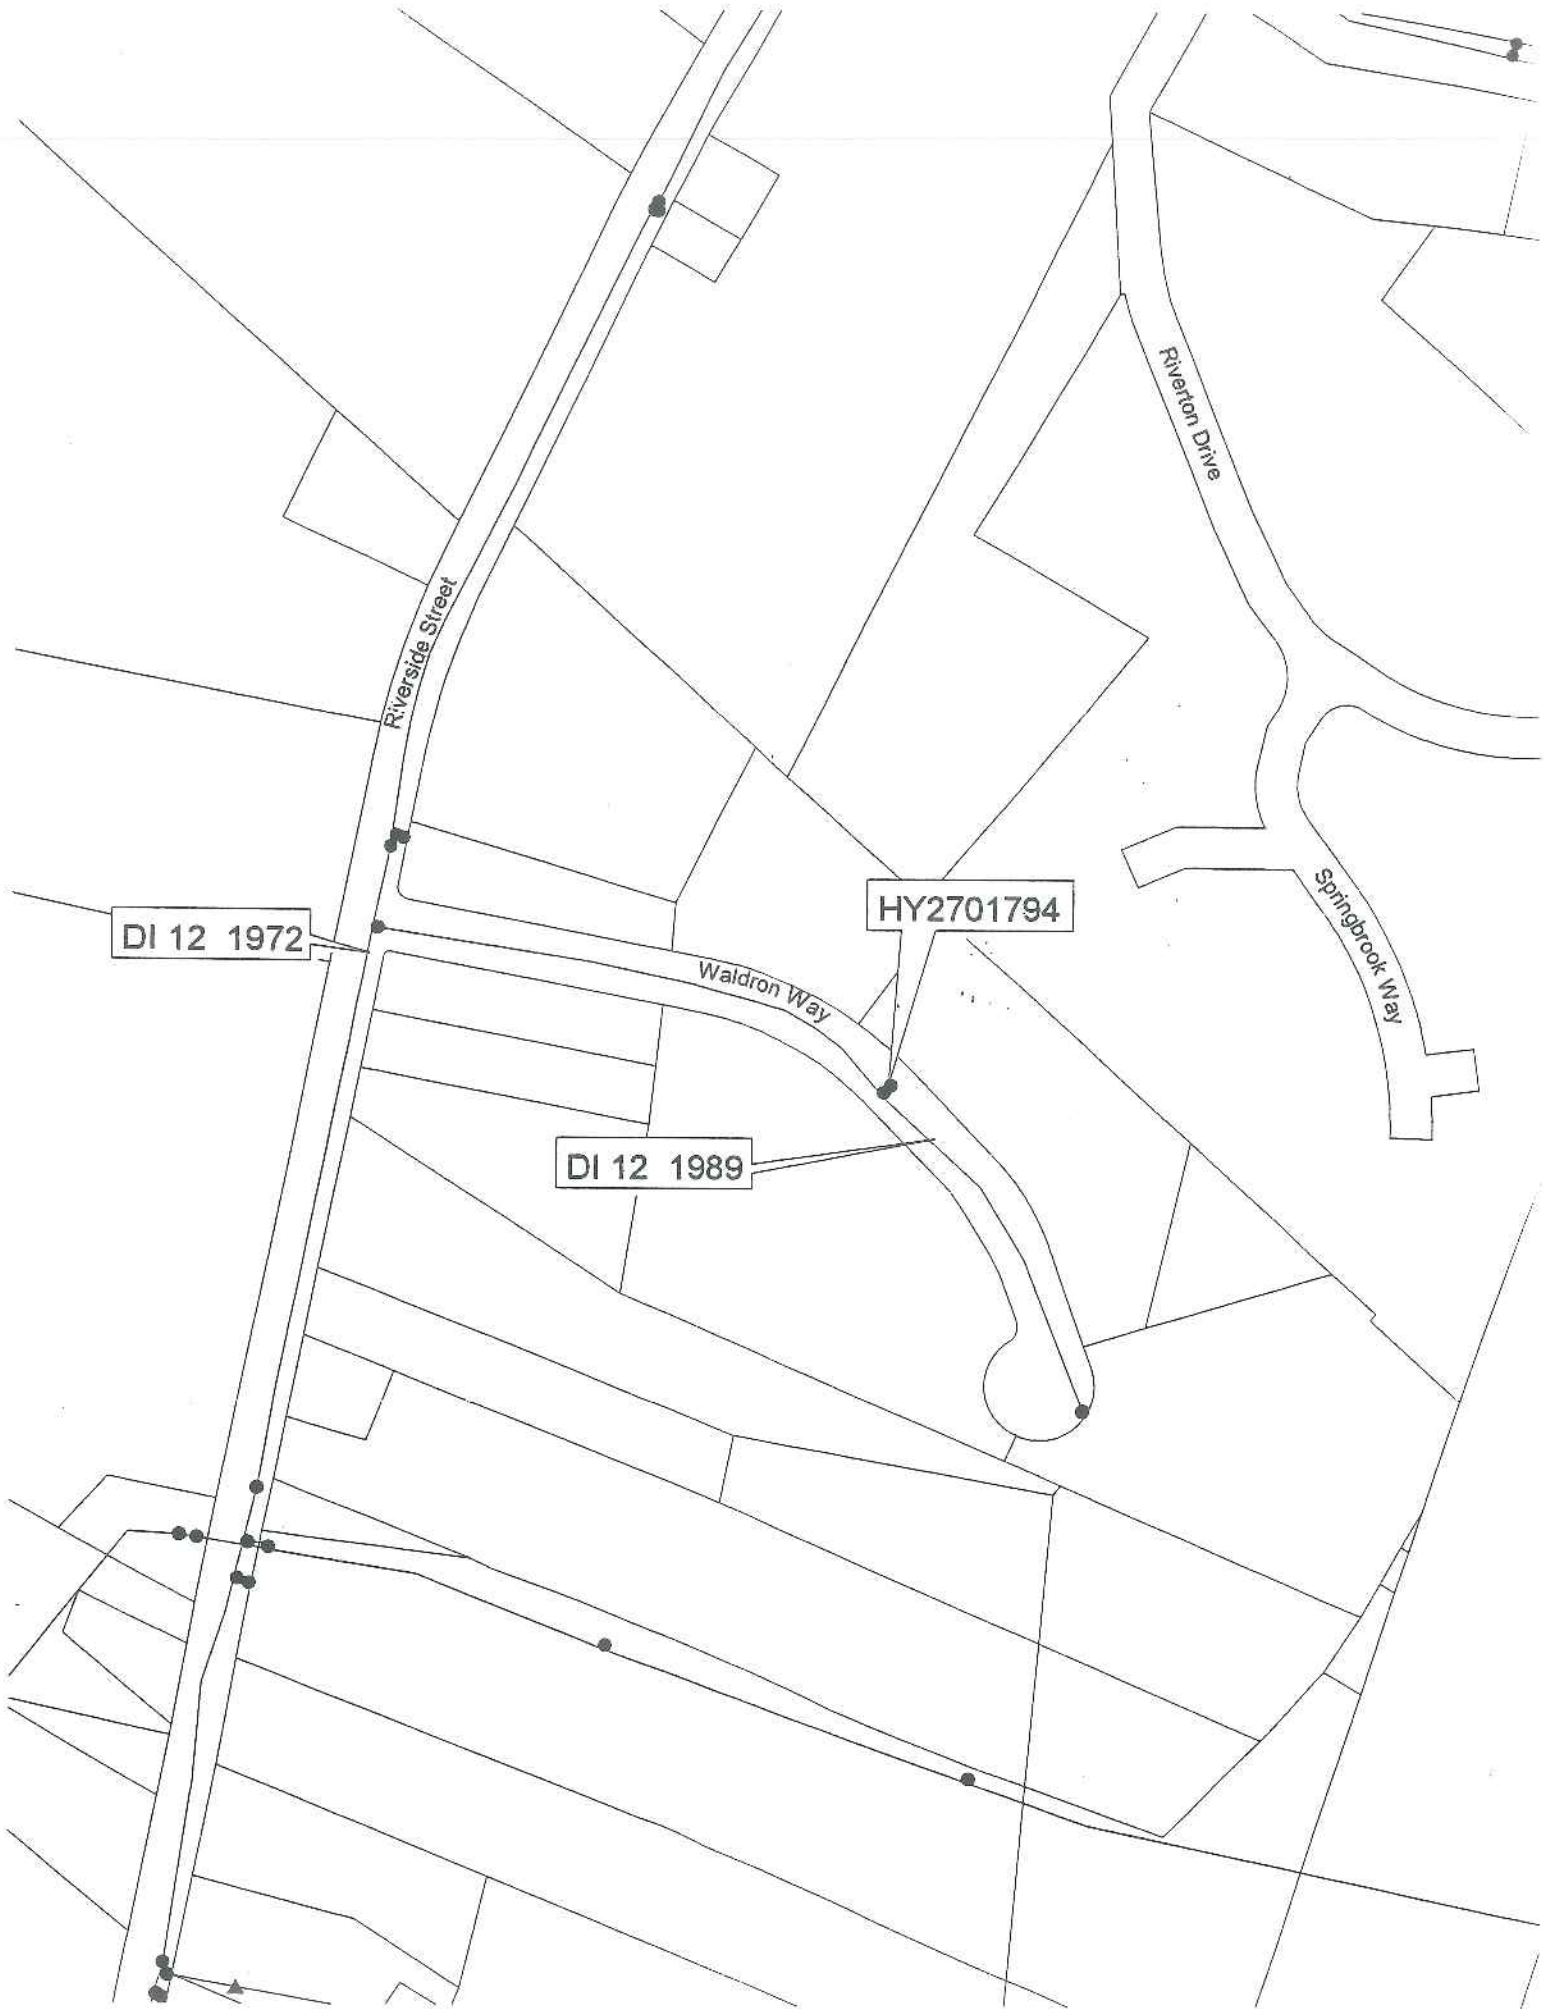 Riverton Drive
Riverside Street
HY2701794
Springbrook Way
DI 12 1972
Waldron Way
DI 12 1989